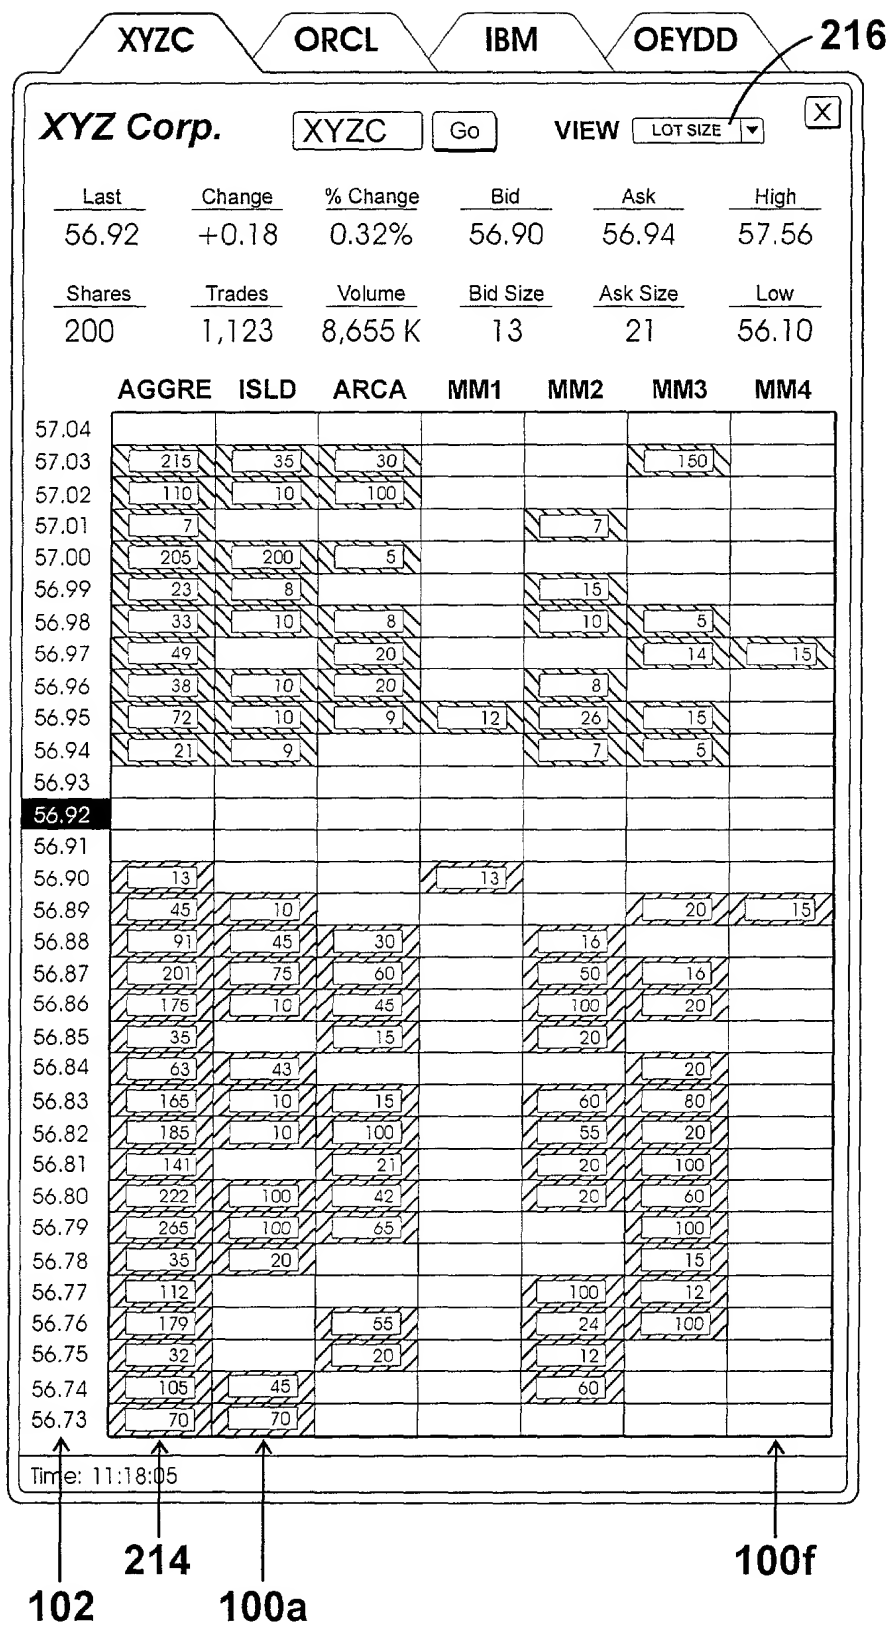 XYZC ORCL IBM OEYDD 216
XYZ Corp. XYZC Go VIEW LOT SIZE X
Last Change % Change Bid Ask High
56.92 +0.18 0.32% 56.90 56.94 57.56
Shares Trades Volume Bid Size Ask Size Low
200 1,123 8,655 K 13 21 56.10
AGGRE ISLD ARCA MM1 MM2 MM3 MM4
57.04
57.03 215 35 30 150
57.02 110 10 100
57.01 7 7
57.00 205 200 5
56.99 23 8 15
56.98 33 10 8 10 5
56.97 49 20 14 15
56.96 38 10 20 8
56.95 72 10 9 12 26 15
56.94 21 9 7 5
56.93
56.92
56.91
56.90 13 13
56.89 45 10 20 15
56.88 91 45 30 16
56.87 201 75 60 50 16
56.86 175 10 45 100 20
56.85 35 15 20
56.84 63 43 20
56.83 165 10 15 60 80
56.82 185 10 100 55 20
56.81 141 21 20 100
56.80 222 100 42 20 60
56.79 265 100 65 100
56.78 35 20 15
56.77 112 100 12
56.76 179 55 24 100
56.75 32 20 12
56.74 105 45 60
56.73 70 70
Time: 11:18:05
214 100f
102 100a